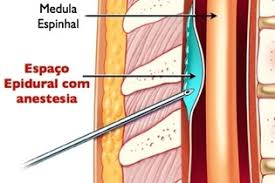 Medula
Espinhal
Espaço
Epidural com
anestesia